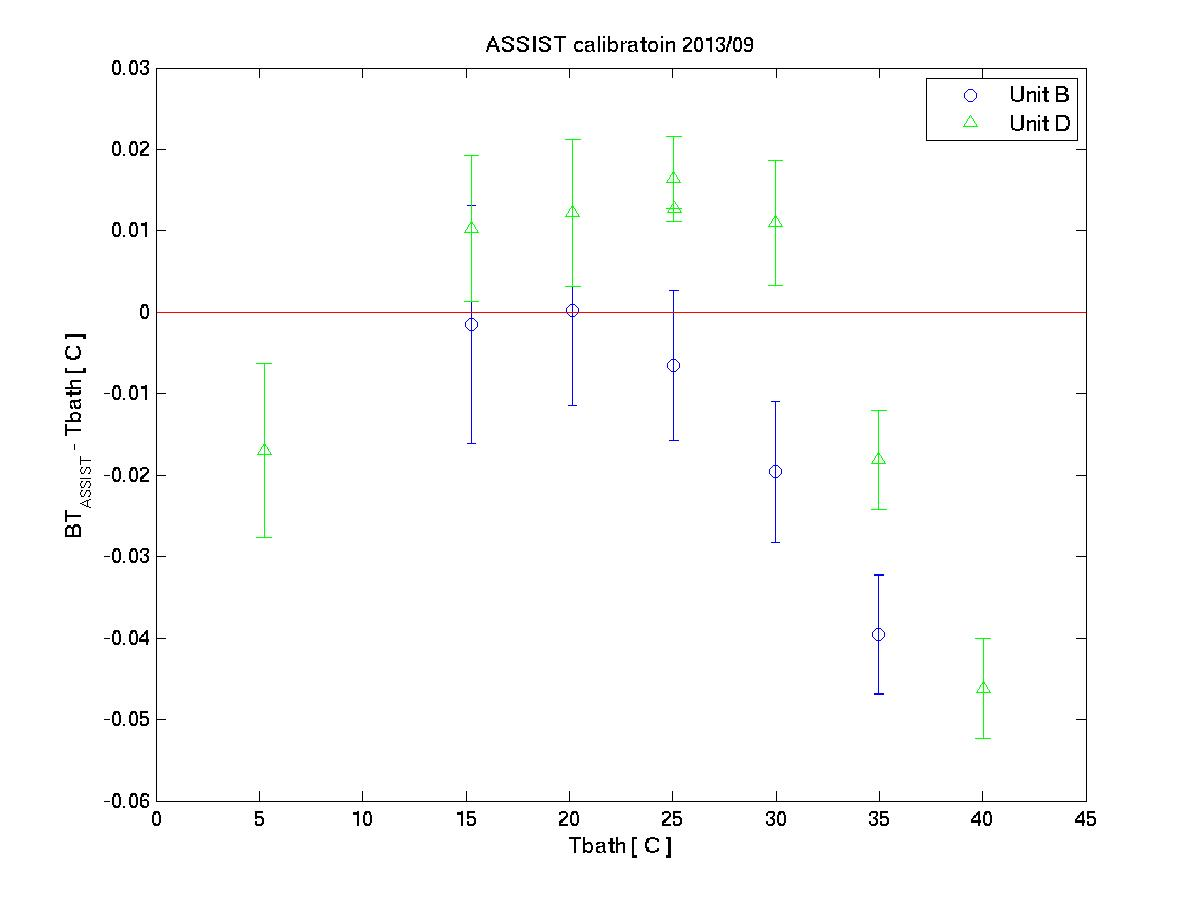 ASSIST calibratoin 2013/09
Unit B
Unit D
0.03
0.02
0.01
0
-0.01
-0.02
-0.03
-0.04
-0.05
-0.06
BT_ASSIST - Tbath [ C ]
0 5 10 15 20 25 30 35 40 45
Tbath [ C ]